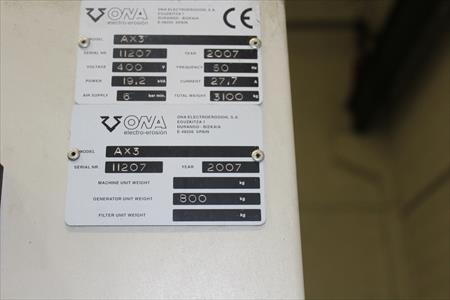 ONA
electro-erosión
ONA ELECTROEROSION, S.A.
EGUZKITZA 1
DURANGO - BIZKAIA
E-48200 SPAIN
CE
MODEL AX3
SERIAL NR 11207 YEAR 2007
VOLTAGE 400 V FREQUENCY 50 Hz
POWER 19,2 kVA CURRENT 27,7 A
AIR SUPPLY 6 bar min. TOTAL WEIGHT 3100 kg
ONA
electro-erosión
ONA ELECTROEROSION, S.A.
EGUZKITZA 1
DURANGO - BIZKAIA
E-48200 SPAIN
MODEL AX3
SERIAL NR 11207 YEAR 2007
MACHINE UNIT WEIGHT kg
GENERATOR UNIT WEIGHT 800 kg
FILTER UNIT WEIGHT kg